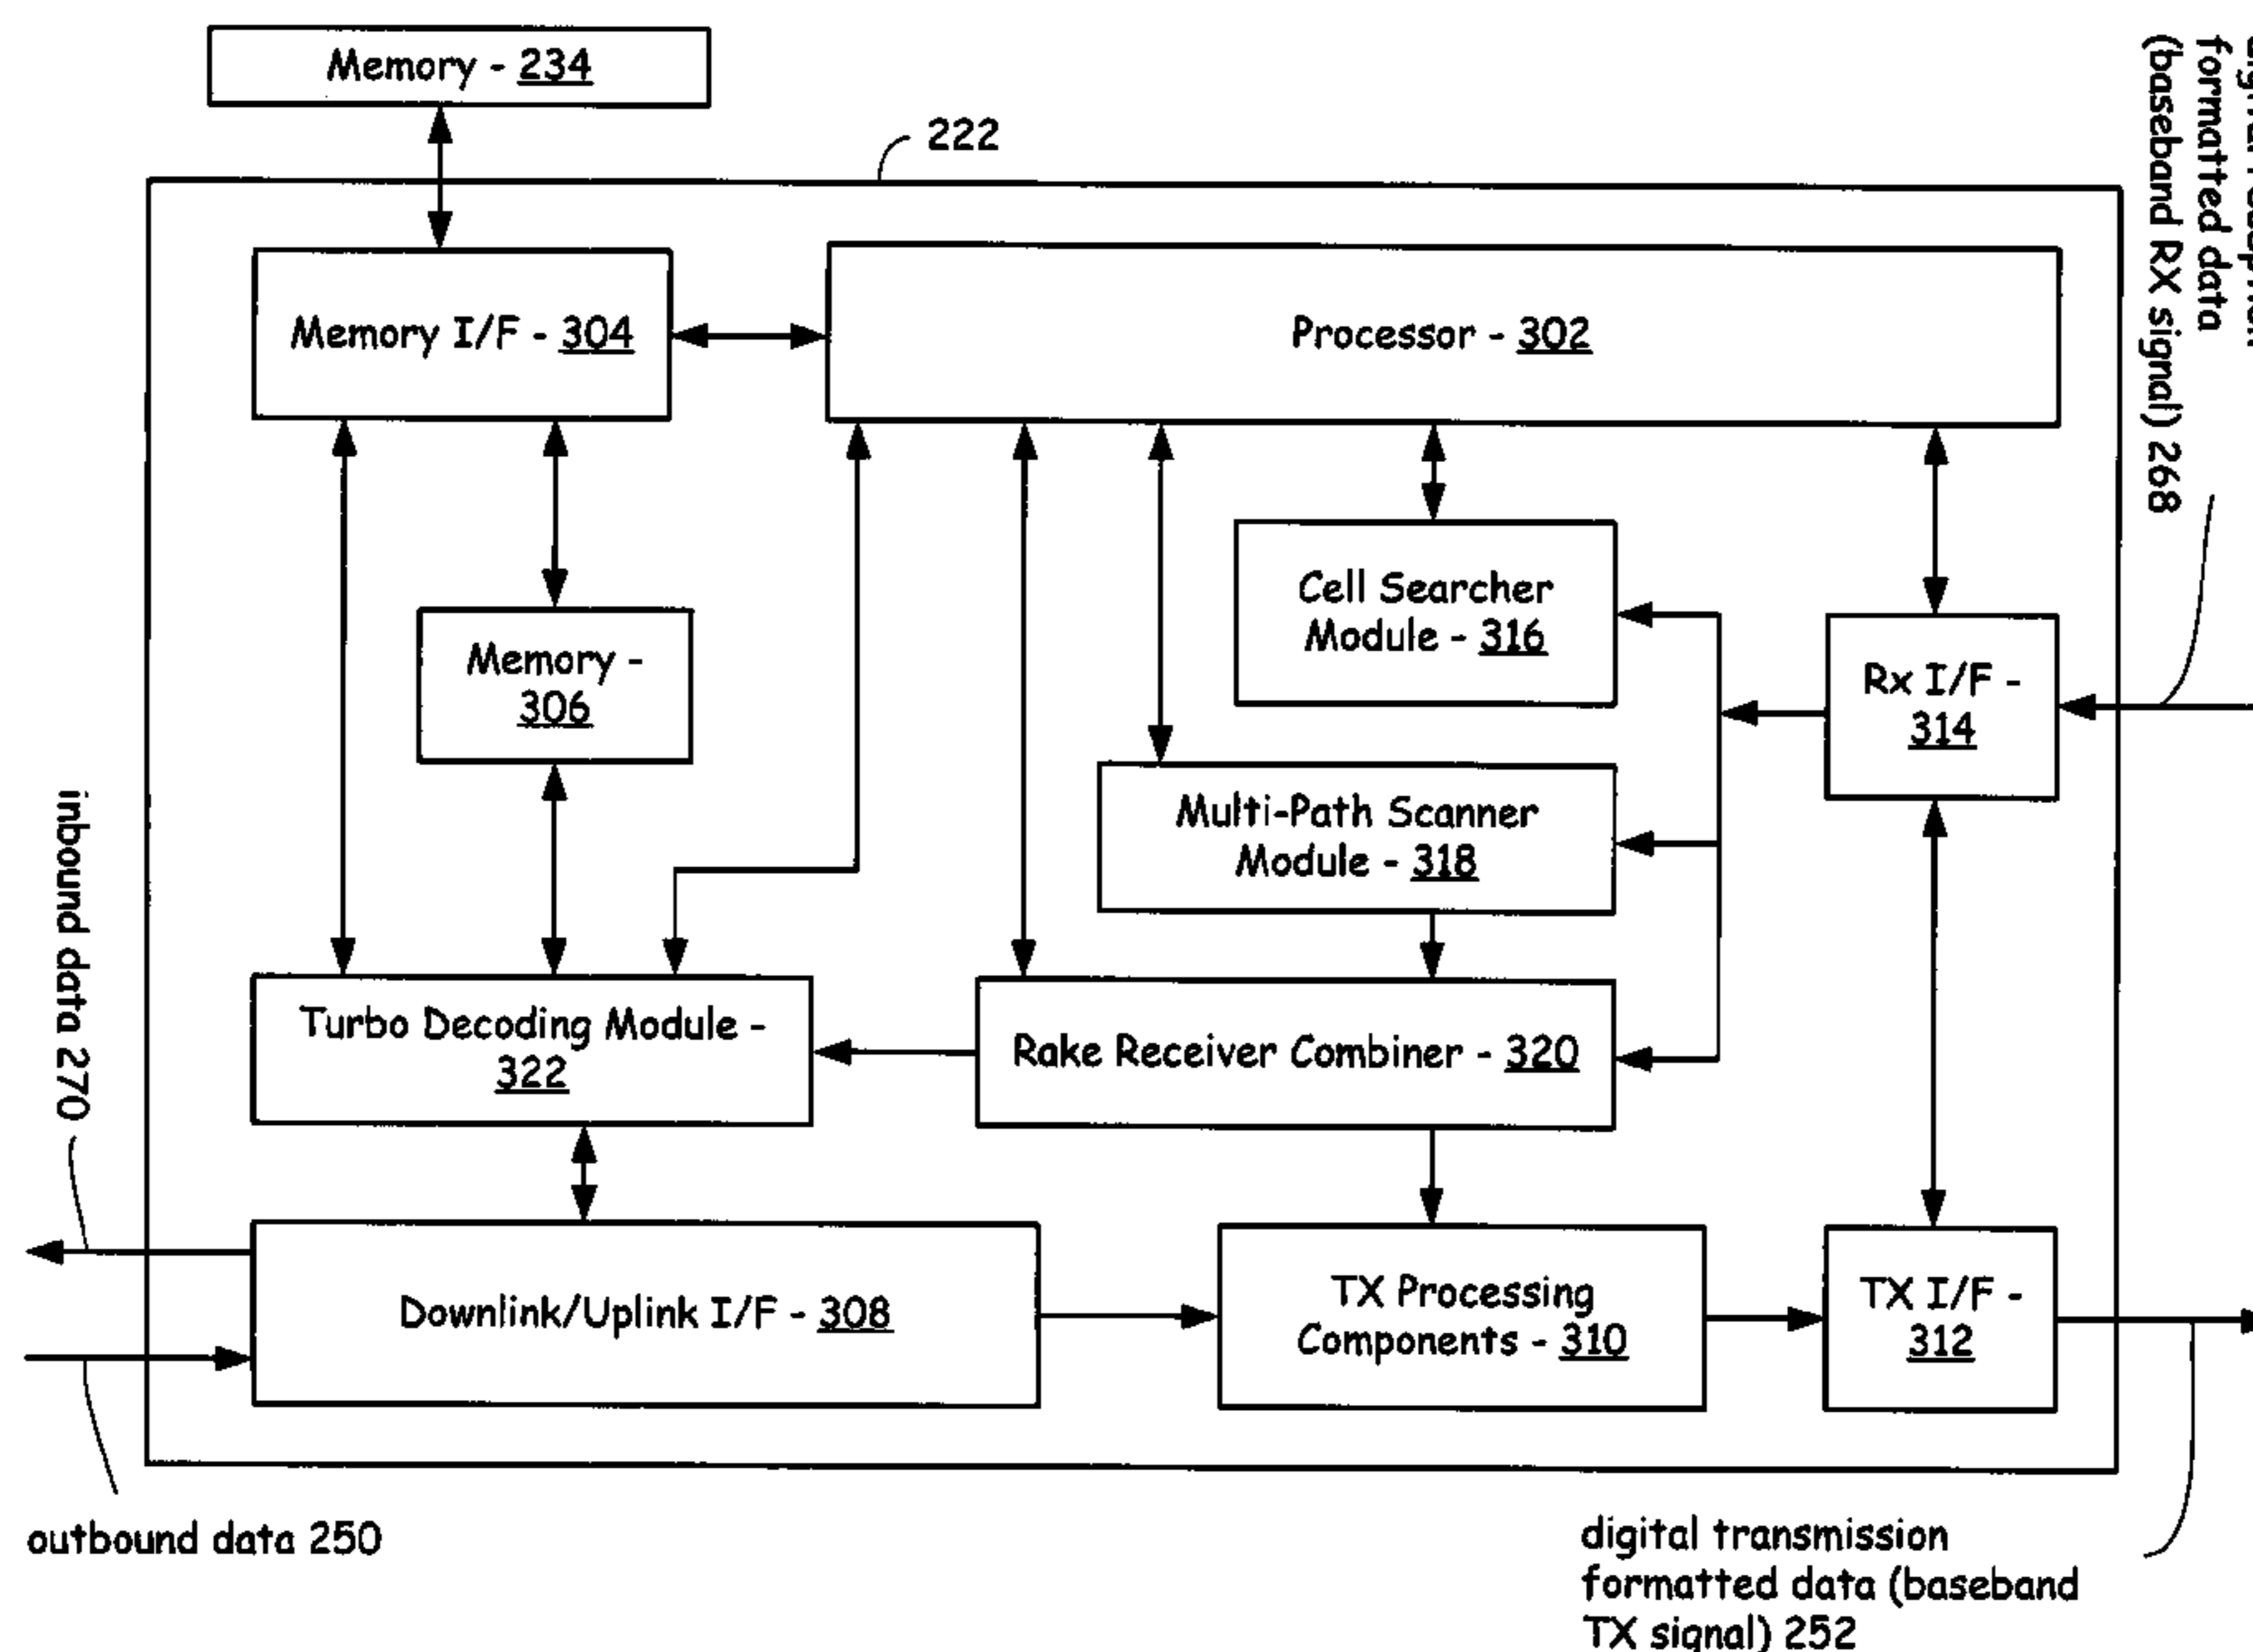 Memory - 234
222
formatted data
(baseband RX signal) 268
Memory I/F - 304
Processor - 302
Cell Searcher
Module - 316
Memory -
306
Rx I/F -
314
Multi-Path Scanner
Module - 318
inbound data 270
Turbo Decoding Module -
322
Rake Receiver Combiner - 320
Downlink/Uplink I/F - 308
TX Processing
Components - 310
TX I/F -
312
outbound data 250
digital transmission
formatted data (baseband
TX signal) 252